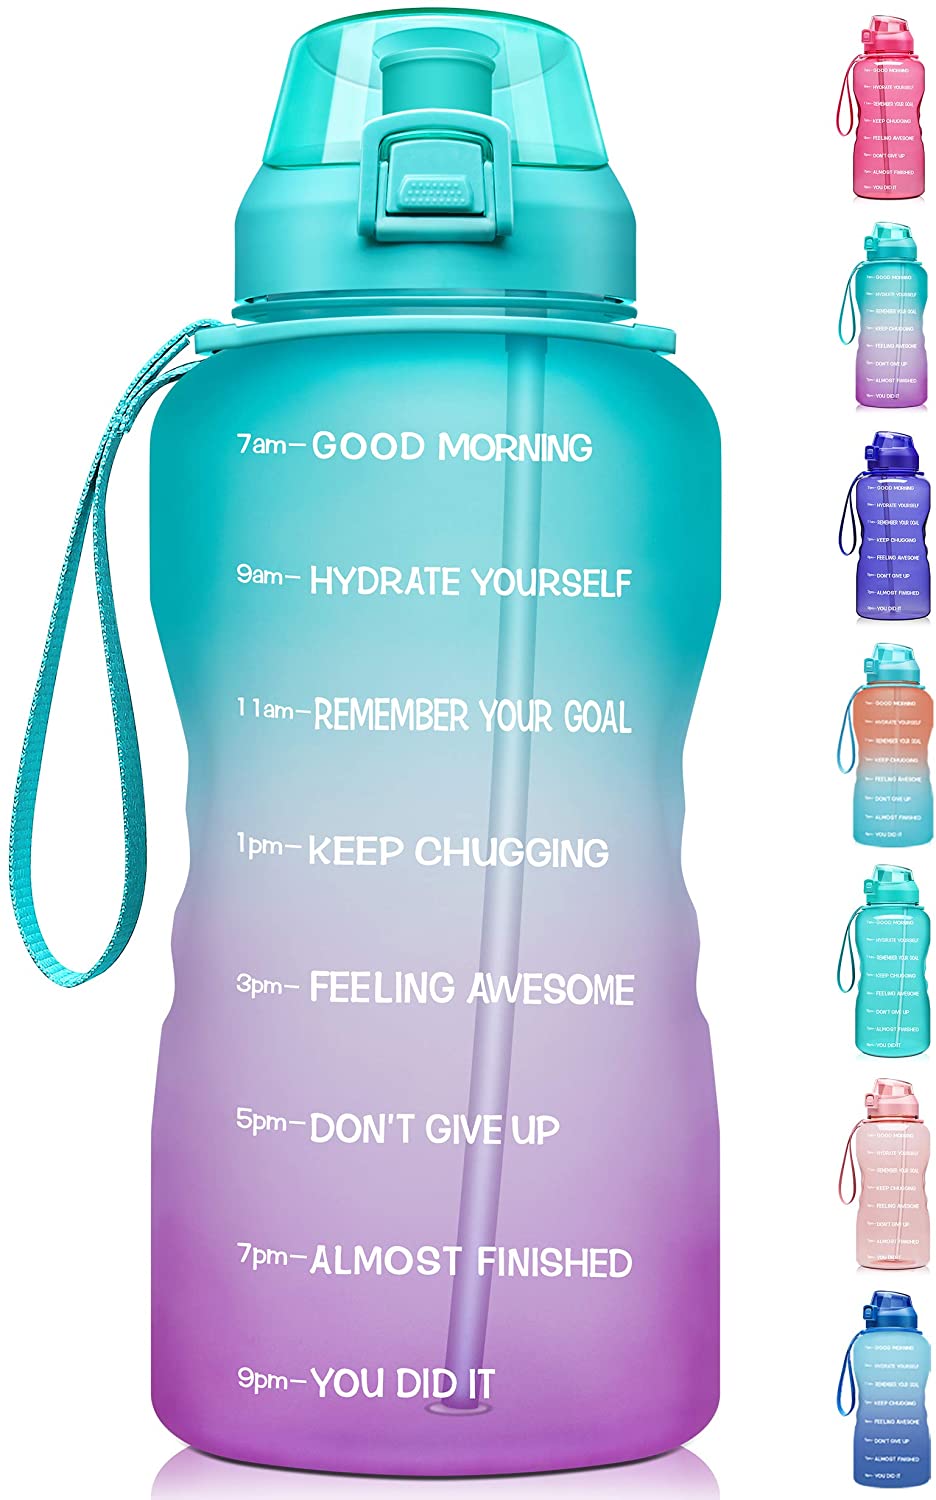 7am—GOOD MORNING
9am—HYDRATE YOURSELF
11am—REMEMBER YOUR GOAL
1pm—KEEP CHUGGING
3pm—FEELING AWESOME
5pm—DON'T GIVE UP
7pm—ALMOST FINISHED
9pm—YOU DID IT
GOOD MORNING
HYDRATE YOURSELF
REMEMBER YOUR GOAL
KEEP CHUGGING
FEELING AWESOME
DON'T GIVE UP
ALMOST FINISHED
YOU DID IT
GOOD MORNING
HYDRATE YOURSELF
REMEMBER YOUR GOAL
KEEP CHUGGING
FEELING AWESOME
DON'T GIVE UP
ALMOST FINISHED
YOU DID IT
GOOD MORNING
HYDRATE YOURSELF
REMEMBER YOUR GOAL
KEEP CHUGGING
FEELING AWESOME
DON'T GIVE UP
ALMOST FINISHED
YOU DID IT
GOOD MORNING
HYDRATE YOURSELF
REMEMBER YOUR GOAL
KEEP CHUGGING
FEELING AWESOME
DON'T GIVE UP
ALMOST FINISHED
YOU DID IT
GOOD MORNING
HYDRATE YOURSELF
REMEMBER YOUR GOAL
KEEP CHUGGING
FEELING AWESOME
DON'T GIVE UP
ALMOST FINISHED
YOU DID IT
GOOD MORNING
HYDRATE YOURSELF
REMEMBER YOUR GOAL
KEEP CHUGGING
FEELING AWESOME
DON'T GIVE UP
ALMOST FINISHED
YOU DID IT
GOOD MORNING
HYDRATE YOURSELF
REMEMBER YOUR GOAL
KEEP CHUGGING
FEELING AWESOME
DON'T GIVE UP
ALMOST FINISHED
YOU DID IT